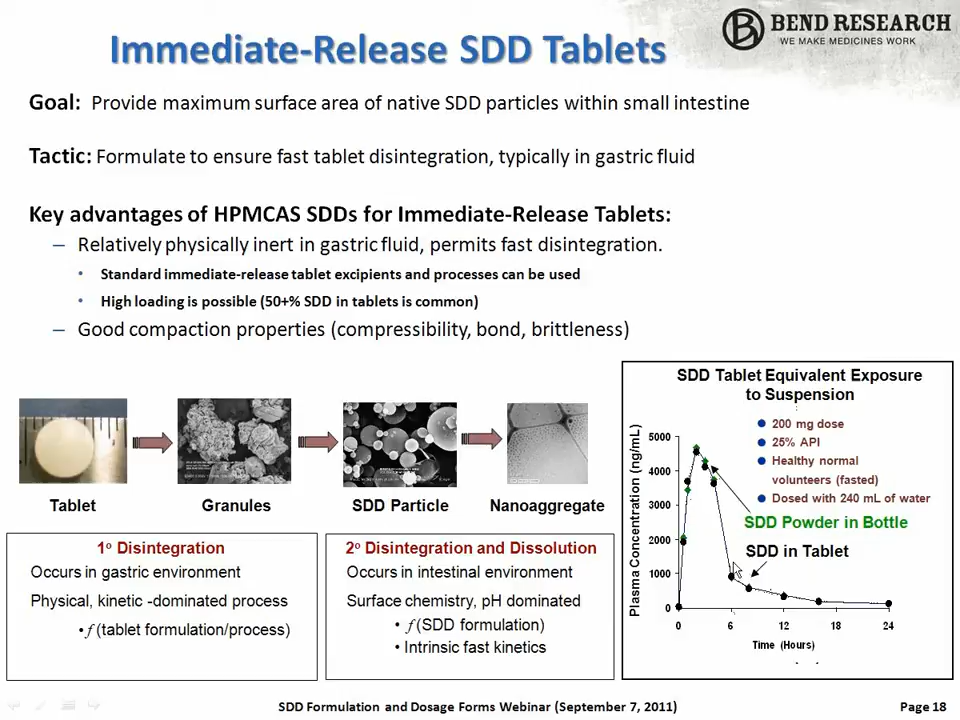 BEND RESEARCH
WE MAKE MEDICINES WORK
Immediate-Release SDD Tablets
Goal: Provide maximum surface area of native SDD particles within small intestine
Tactic: Formulate to ensure fast tablet disintegration, typically in gastric fluid
Key advantages of HPMCAS SDDs for Immediate-Release Tablets:
– Relatively physically inert in gastric fluid, permits fast disintegration.
• Standard immediate-release tablet excipients and processes can be used
• High loading is possible (50+% SDD in tablets is common)
– Good compaction properties (compressibility, bond, brittleness)
Tablet
Granules
SDD Particle
Nanoaggregate
1º Disintegration
Occurs in gastric environment
Physical, kinetic -dominated process
• f (tablet formulation/process)
2º Disintegration and Dissolution
Occurs in intestinal environment
Surface chemistry, pH dominated
• f (SDD formulation)
• Intrinsic fast kinetics
SDD Tablet Equivalent Exposure
to Suspension
• 200 mg dose
• 25% API
• Healthy normal
volunteers (fasted)
• Dosed with 240 mL of water
SDD Powder in Bottle
SDD in Tablet
Plasma Concentration (ng/mL)
5000
4000
3000
2000
1000
0
0 6 12 18 24
Time (Hours)
SDD Formulation and Dosage Forms Webinar (September 7, 2011)
Page 18